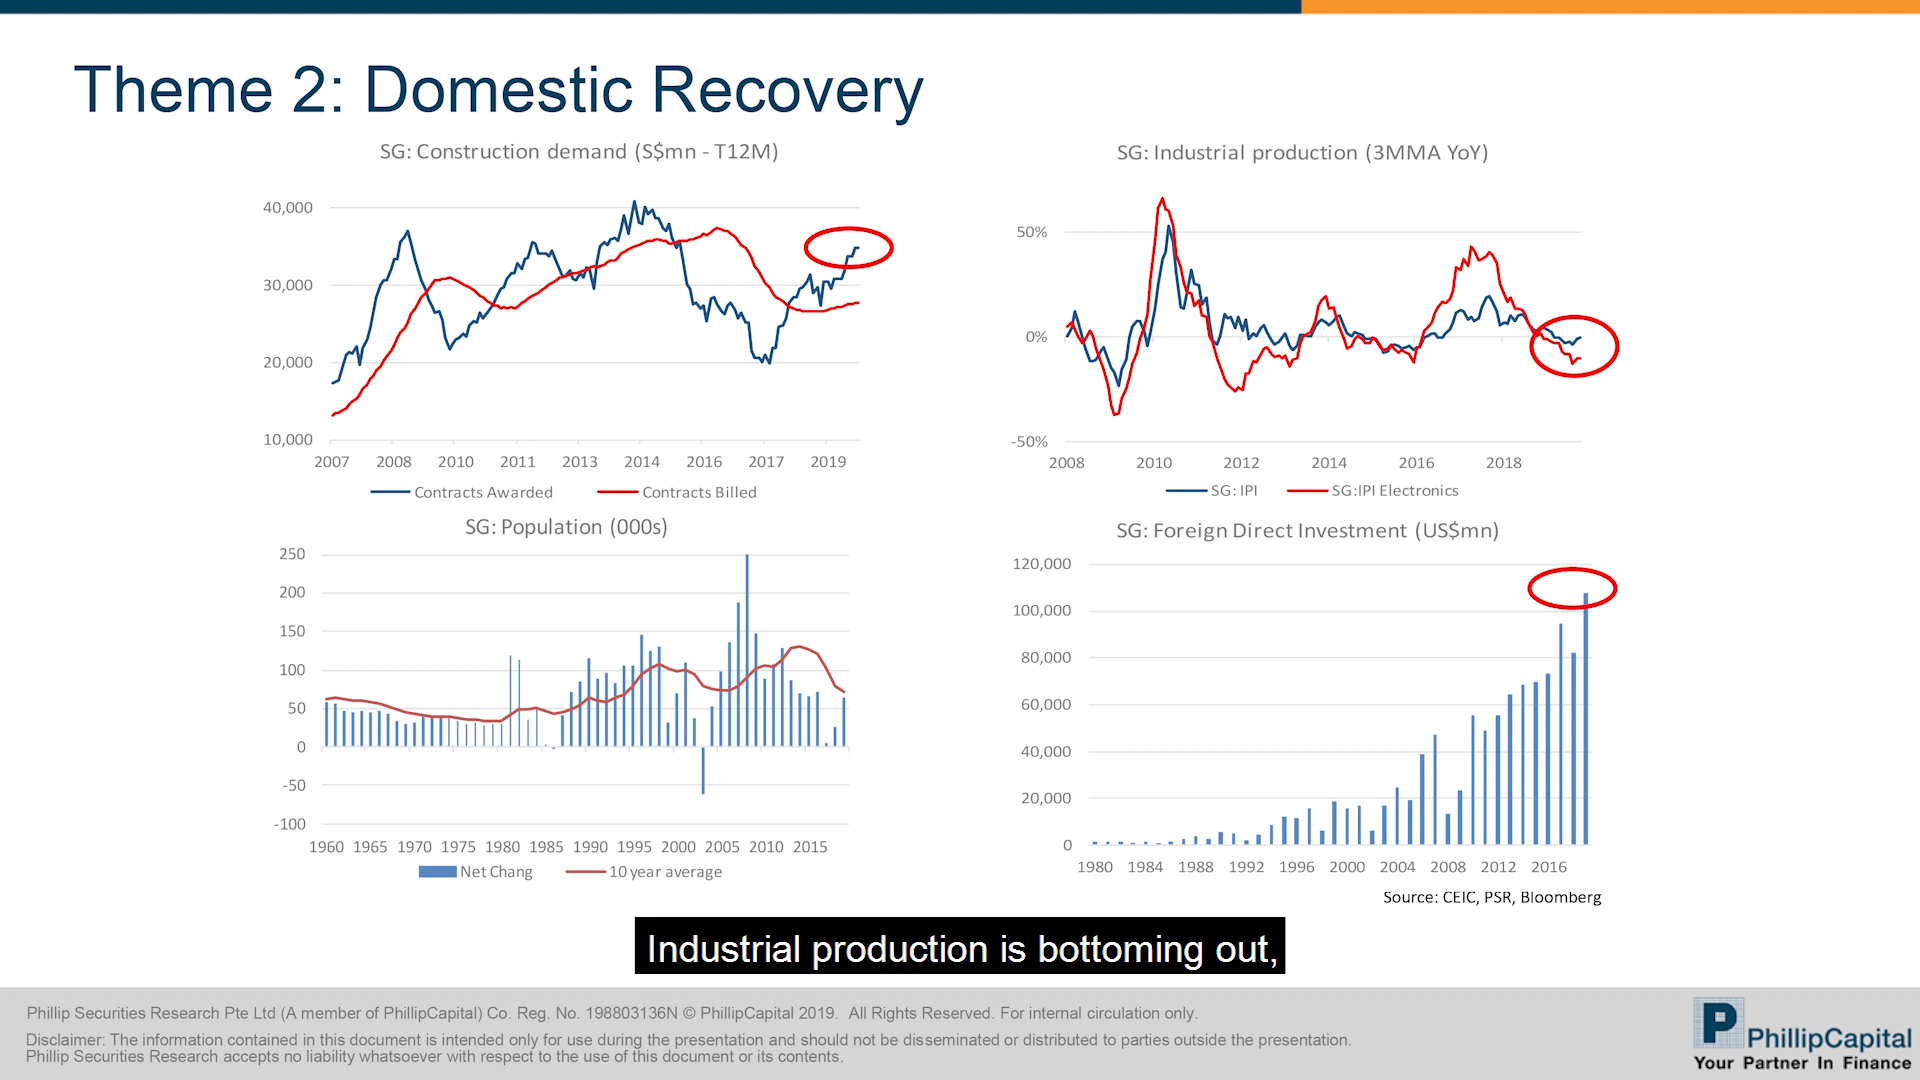 Theme 2: Domestic Recovery
SG: Construction demand (S$mn - T12M)
40,000
30,000
20,000
10,000
2007 2008 2010 2011 2013 2014 2016 2017 2019
Contracts Awarded Contracts Billed
SG: Industrial production (3MMA YoY)
50%
0%
-50%
2008 2010 2012 2014 2016 2018
SG: IPI SG:IPI Electronics
SG: Population (000s)
250
200
150
100
50
0
-50
-100
1960 1965 1970 1975 1980 1985 1990 1995 2000 2005 2010 2015
Net Chang 10 year average
SG: Foreign Direct Investment (US$mn)
120,000
100,000
80,000
60,000
40,000
20,000
0
1980 1984 1988 1992 1996 2000 2004 2008 2012 2016
Source: CEIC, PSR, Bloomberg
Industrial production is bottoming out,
Phillip Securities Research Pte Ltd (A member of PhillipCapital) Co. Reg. No. 198803136N © PhillipCapital 2019. All Rights Reserved. For internal circulation only.
Disclaimer: The information contained in this document is intended only for use during the presentation and should not be disseminated or distributed to parties outside the presentation.
Phillip Securities Research accepts no liability whatsoever with respect to the use of this document or its contents.
P
PhillipCapital
Your Partner In Finance